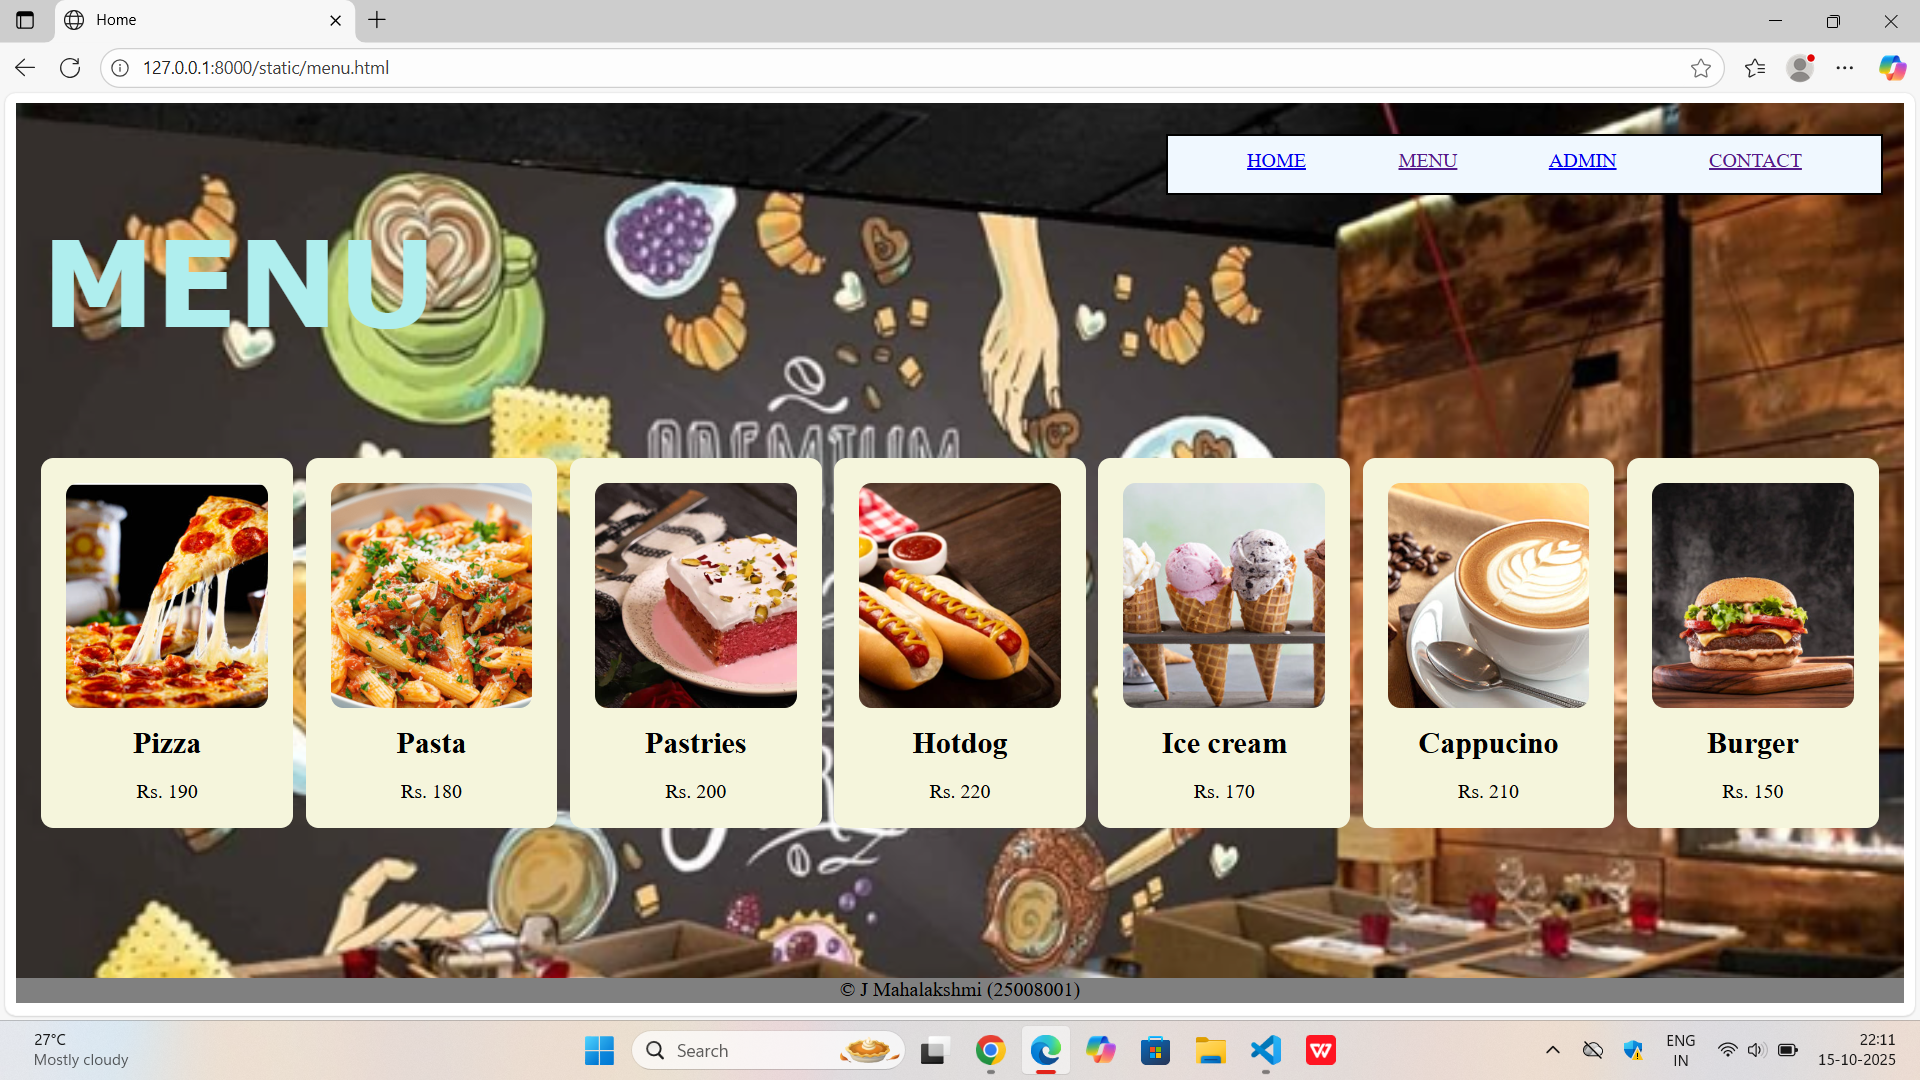 Home
127.0.0.1:8000/static/menu.html
HOME MENU ADMIN CONTACT
MENU
PREMIUM
Pizza Pasta Pastries Hotdog Ice cream Cappucino Burger
Rs. 190 Rs. 180 Rs. 200 Rs. 220 Rs. 170 Rs. 210 Rs. 150
© J Mahalakshmi (25008001)
27°C
Mostly cloudy
Search
ENG
IN
22:11
15-10-2025